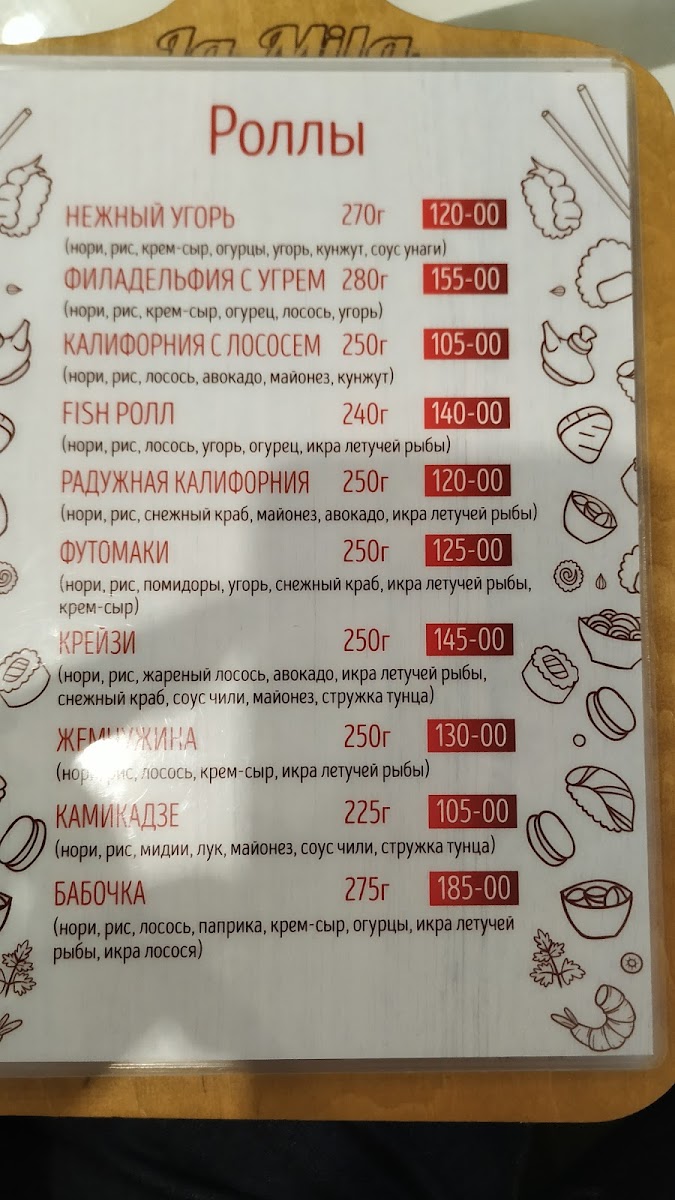 La Mila
Роллы
НЕЖНЫЙ УГОРЬ 270г 120-00
(нори, рис, крем-сыр, огурцы, угорь, кунжут, соус унаги)
ФИЛАДЕЛЬФИЯ С УГРЕМ 280г 155-00
(нори, рис, крем-сыр, огурец, лосось, угорь)
КАЛИФОРНИЯ С ЛОСОСЕМ 250г 105-00
(нори, рис, лосось, авокадо, майонез, кунжут)
FISH РОЛЛ 240г 140-00
(нори, рис, лосось, угорь, огурец, икра летучей рыбы)
РАДУЖНАЯ КАЛИФОРНИЯ 250г 120-00
(нори, рис, снежный краб, майонез, авокадо, икра летучей рыбы)
ФУТОМАКИ 250г 125-00
(нори, рис, помидоры, угорь, снежный краб, икра летучей рыбы,
крем-сыр)
КРЕЙЗИ 250г 145-00
(нори, рис, жареный лосось, авокадо, икра летучей рыбы,
снежный краб, соус чили, майонез, стружка тунца)
ЖЕМЧУЖИНА 250г 130-00
(нори, рис, лосось, крем-сыр, икра летучей рыбы)
КАМИКАДЗЕ 225г 105-00
(нори, рис, мидии, лук, майонез, соус чили, стружка тунца)
БАБОЧКА 275г 185-00
(нори, рис, лосось, паприка, крем-сыр, огурцы, икра летучей
рыбы, икра лосося)